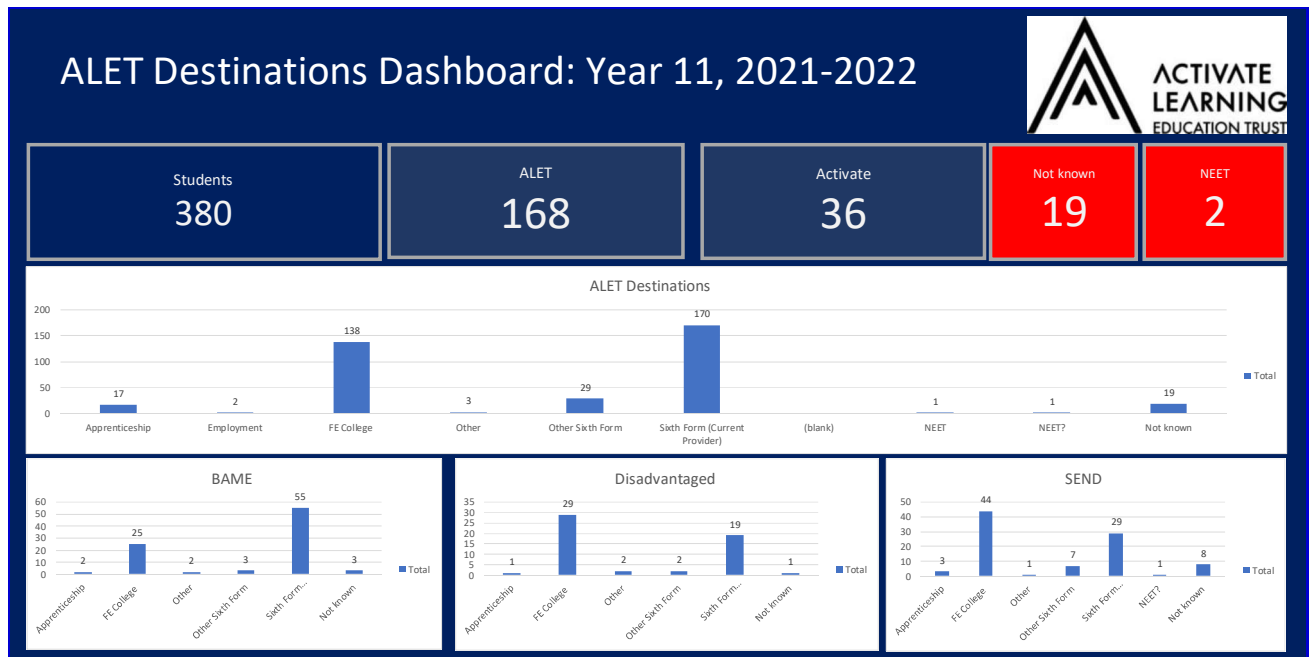 ALET Destinations Dashboard: Year 11, 2021-2022
ACTIVATE
LEARNING
EDUCATION TRUST
Students
380
ALET
168
Activate
36
Not known
19
NEET
2
ALET Destinations
200
150
100
50
0
17
2
138
3
29
170
1
1
19
Apprenticeship
Employment
FE College
Other
Other Sixth Form
Sixth Form (Current
Provider)
(blank)
NEET
NEET?
Not known
Total
BAME
60
50
40
30
20
10
0
2
25
2
3
55
3
Apprenticeship
FE College
Other
Other Sixth Form
Sixth Form...
Not known
Total
Disadvantaged
35
30
25
20
15
10
5
0
1
29
2
2
19
1
Apprenticeship
FE College
Other
Other Sixth Form
Sixth Form...
Not known
Total
SEND
50
40
30
20
10
0
3
44
1
7
29
1
8
Apprenticeship
FE College
Other
Other Sixth Form
Sixth Form...
NEET?
Not known
Total